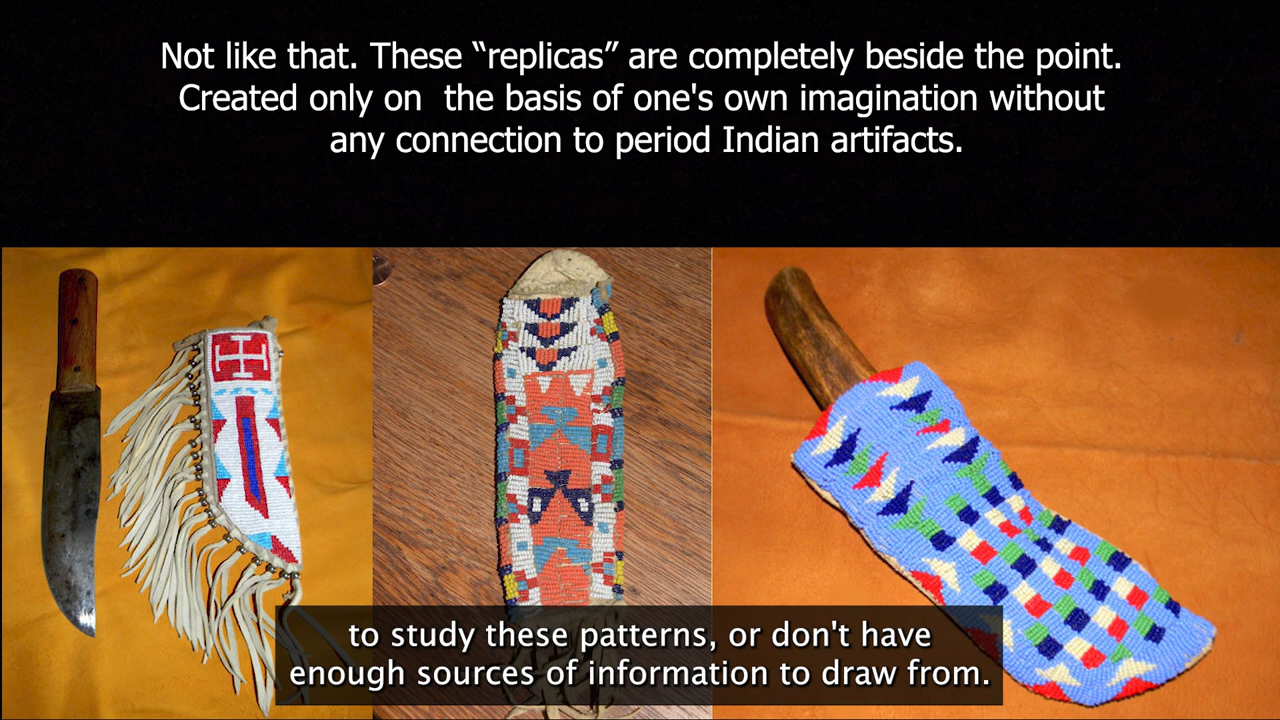 Not like that. These “replicas” are completely beside the point.
Created only on  the basis of one's own imagination without
any connection to period Indian artifacts.
to study these patterns, or don't have
enough sources of information to draw from.